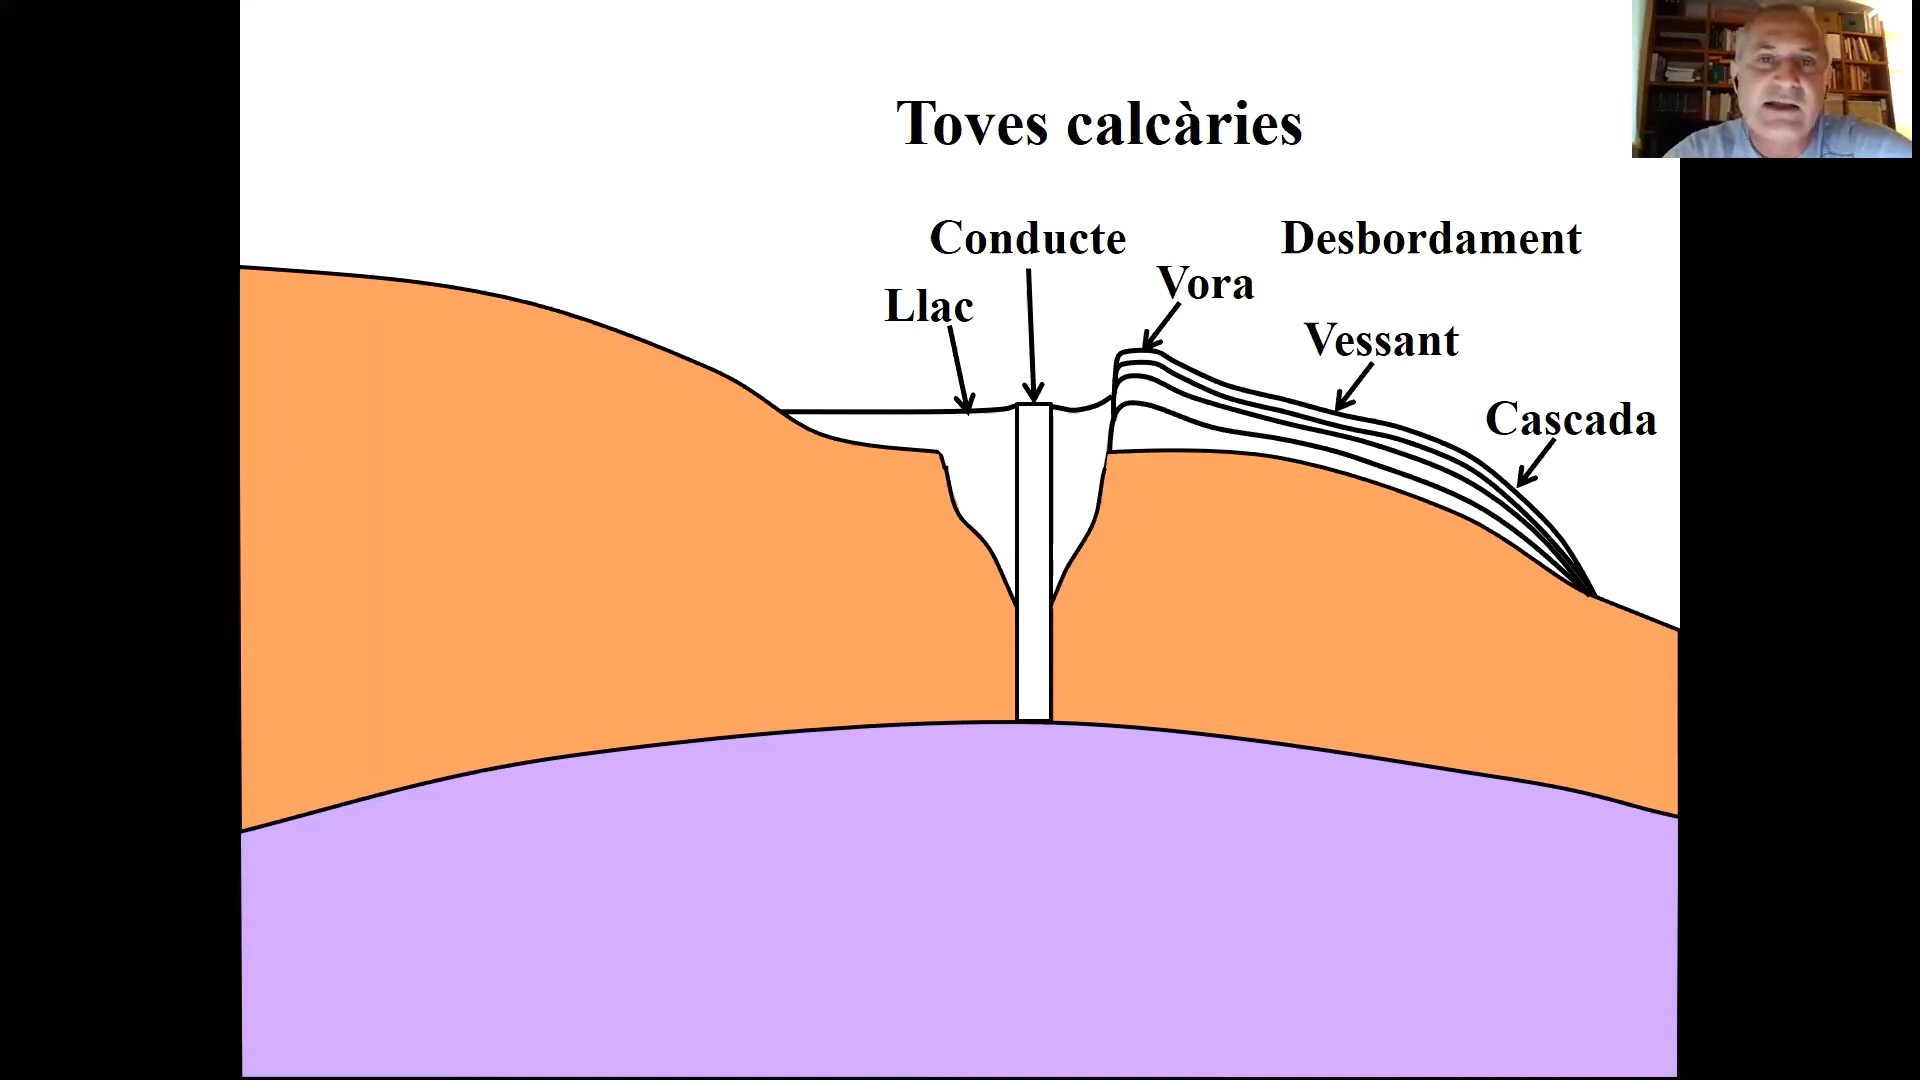 Toves calcàries
Conducte
Desbordament
Vora
Llac
Vessant
Cascada